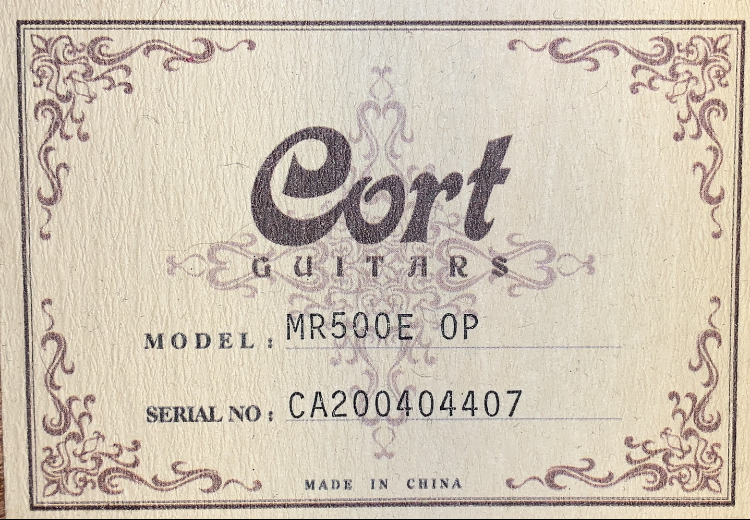 Cort
GUITARS
MODEL : MR500E OP
SERIAL NO : CA200404407
MADE IN CHINA